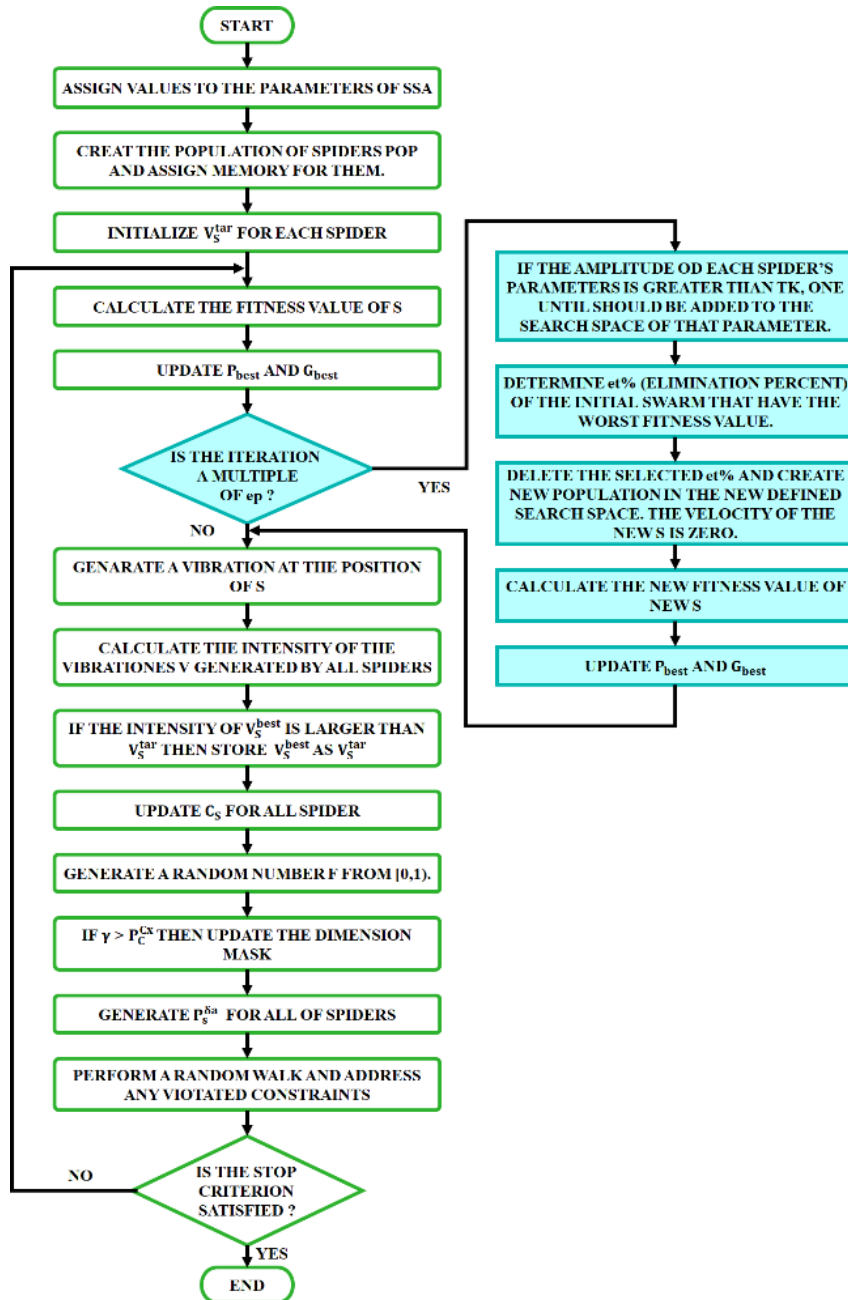 START
ASSIGN VALUES TO THE PARAMETERS OF SSA
CREAT THE POPULATION OF SPIDERS POP
AND ASSIGN MEMORY FOR THEM.
INITIALIZE V_S^tar FOR EACH SPIDER
CALCULATE THE FITNESS VALUE OF S
UPDATE P_best AND G_best
IS THE ITERATION
A MULTIPLE
OF ep ?
YES
NO
IF THE AMPLITUDE OD EACH SPIDER'S
PARAMETERS IS GREATER THAN TK, ONE
UNTIL SHOULD BE ADDED TO THE
SEARCH SPACE OF THAT PARAMETER.
DETERMINE et% (ELIMINATION PERCENT)
OF THE INITIAL SWARM THAT HAVE THE
WORST FITNESS VALUE.
DELETE THE SELECTED et% AND CREATE
NEW POPULATION IN THE NEW DEFINED
SEARCH SPACE. THE VELOCITY OF THE
NEW S IS ZERO.
CALCULATE THE NEW FITNESS VALUE OF
NEW S
UPDATE P_best AND G_best
GENARATE A VIBRATION AT THE POSITION
OF S
CALCULATE THE INTENSITY OF THE
VIBRATIONES V GENERATED BY ALL SPIDERS
IF THE INTENSITY OF V_S^best IS LARGER THAN
V_S^tar THEN STORE V_S^best AS V_S^tar
UPDATE C_S FOR ALL SPIDER
GENERATE A RANDOM NUMBER F FROM [0,1).
IF γ > P_C^Cx THEN UPDATE THE DIMENSION
MASK
GENERATE P_s^δa FOR ALL OF SPIDERS
PERFORM A RANDOM WALK AND ADDRESS
ANY VIOTATED CONSTRAINTS
NO
IS THE STOP
CRITERION
SATISFIED ?
YES
END